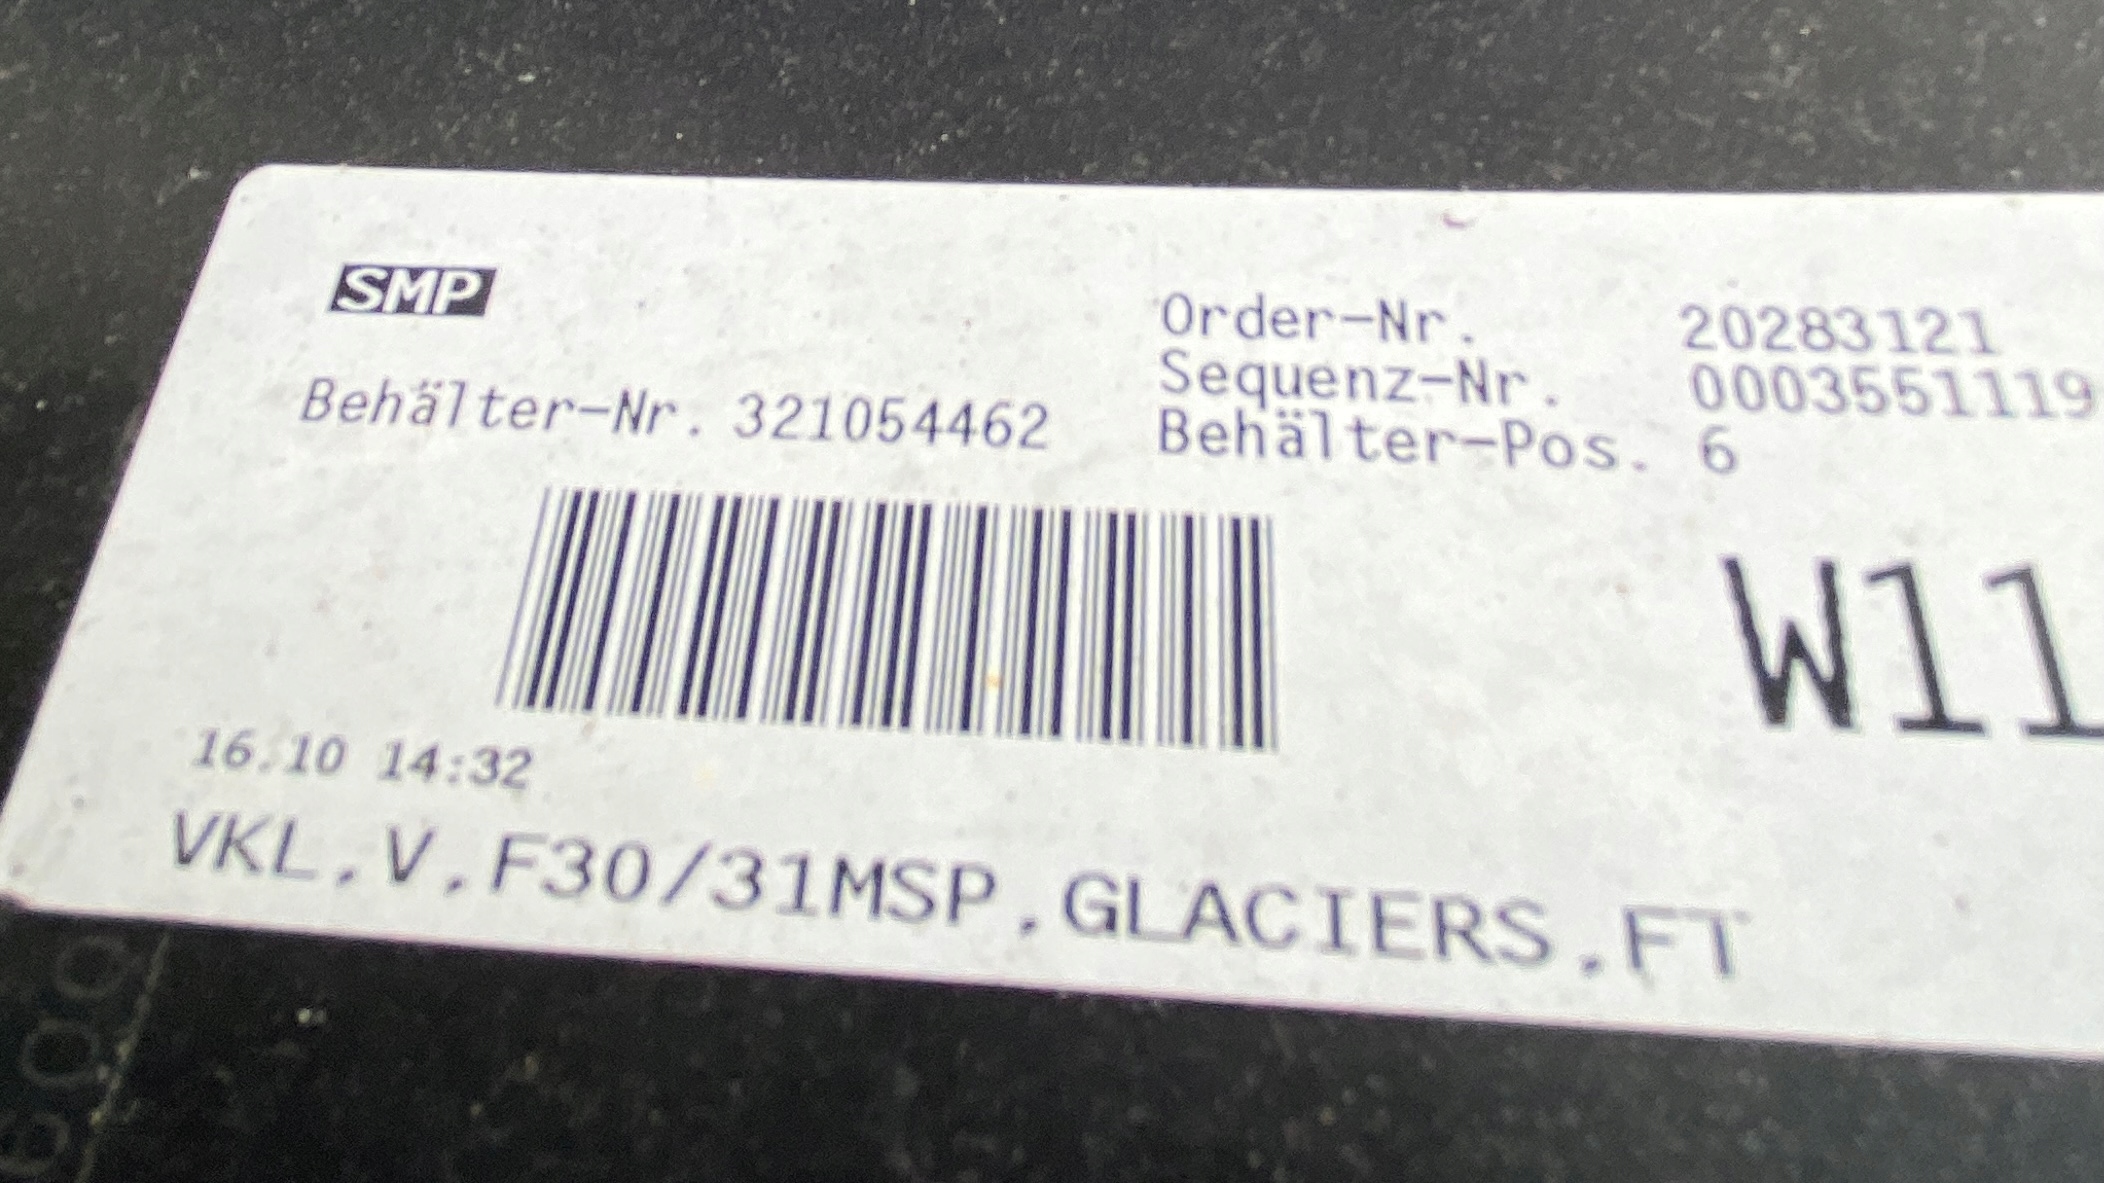 SMP
Order-Nr. 20283121
Sequenz-Nr. 0003551119
Behälter-Nr. 321054462
Behälter-Pos. 6
W11
16.10 14:32
VKL.V.F30/31MSP.GLACIERS.FT